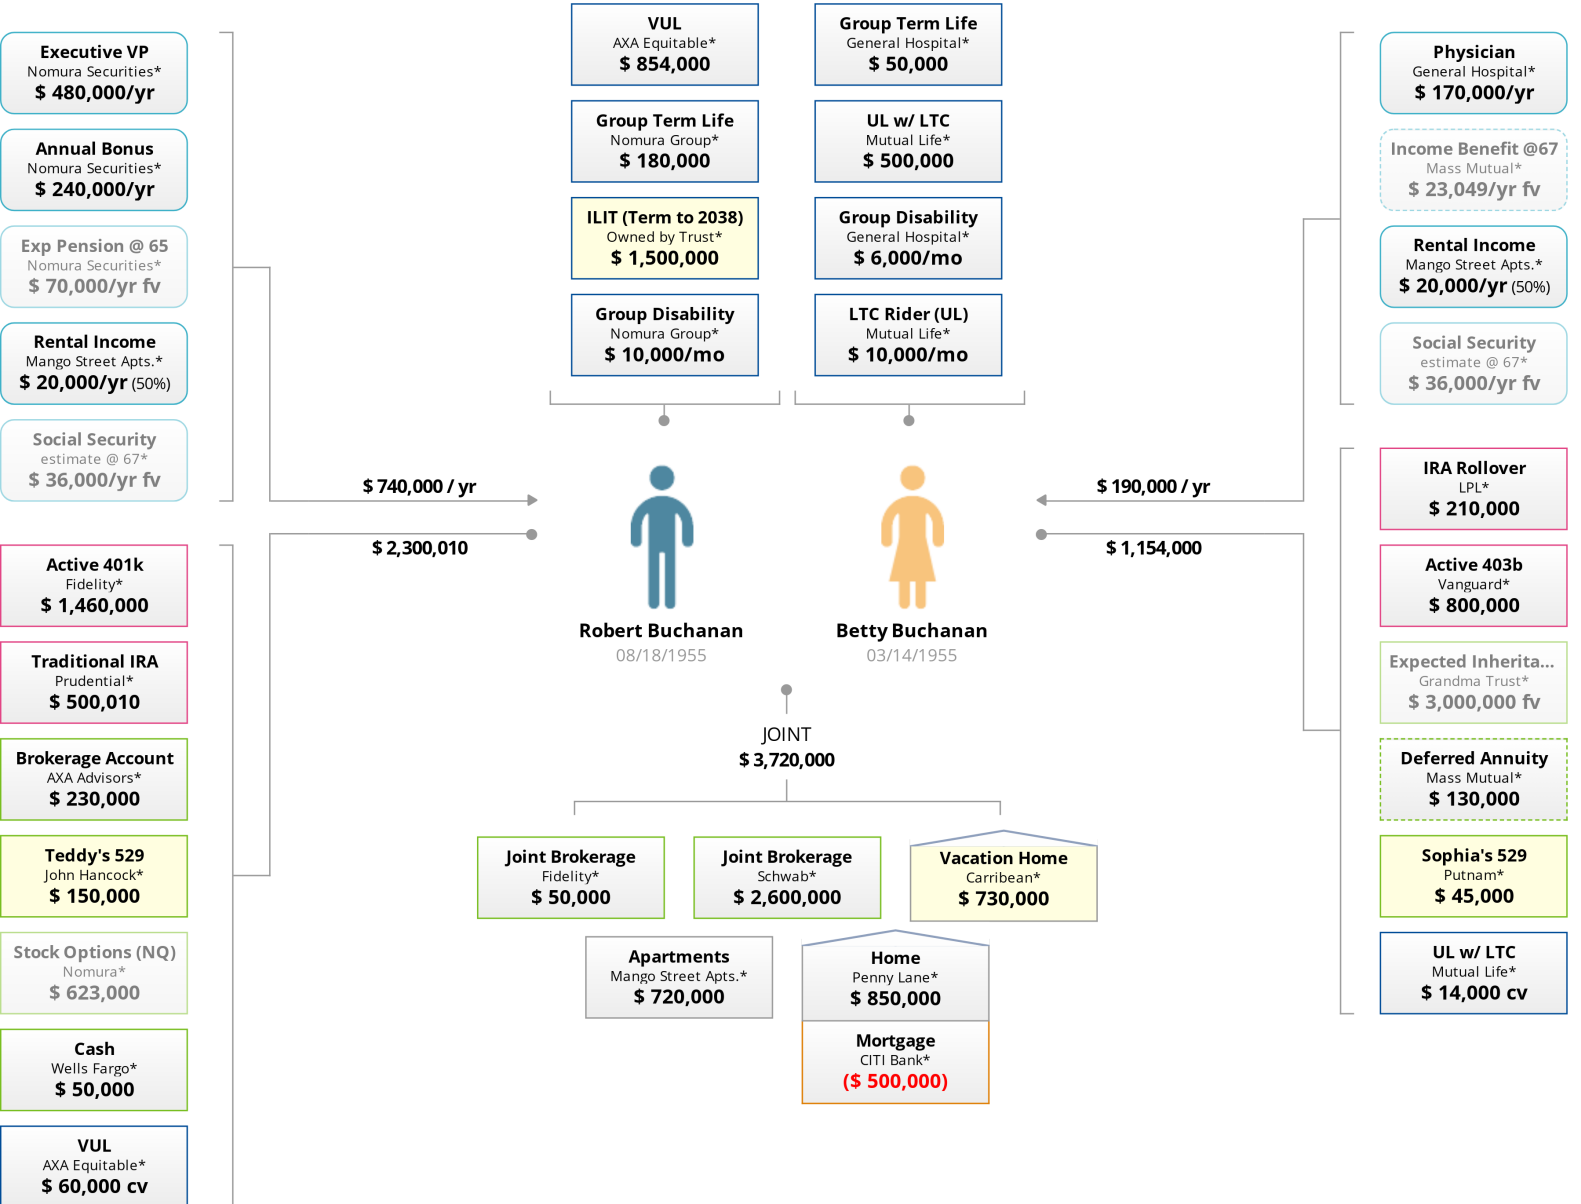 Executive VP
Nomura Securities*
$ 480,000/yr
Annual Bonus
Nomura Securities*
$ 240,000/yr
Exp Pension @ 65
Nomura Securities*
$ 70,000/yr fv
Rental Income
Mango Street Apts.*
$ 20,000/yr (50%)
Social Security
estimate @ 67*
$ 36,000/yr fv
Active 401k
Fidelity*
$ 1,460,000
Traditional IRA
Prudential*
$ 500,010
Brokerage Account
AXA Advisors*
$ 230,000
Teddy's 529
John Hancock*
$ 150,000
Stock Options (NQ)
Nomura*
$ 623,000
Cash
Wells Fargo*
$ 50,000
VUL
AXA Equitable*
$ 60,000 cv
$ 740,000 / yr
$ 2,300,010
VUL
AXA Equitable*
$ 854,000
Group Term Life
Nomura Group*
$ 180,000
ILIT (Term to 2038)
Owned by Trust*
$ 1,500,000
Group Disability
Nomura Group*
$ 10,000/mo
Group Term Life
General Hospital*
$ 50,000
UL w/ LTC
Mutual Life*
$ 500,000
Group Disability
General Hospital*
$ 6,000/mo
LTC Rider (UL)
Mutual Life*
$ 10,000/mo
Robert Buchanan
08/18/1955
Betty Buchanan
03/14/1955
JOINT
$ 3,720,000
Joint Brokerage
Fidelity*
$ 50,000
Joint Brokerage
Schwab*
$ 2,600,000
Vacation Home
Carribean*
$ 730,000
Apartments
Mango Street Apts.*
$ 720,000
Home
Penny Lane*
$ 850,000
Mortgage
CITI Bank*
($ 500,000)
$ 190,000 / yr
$ 1,154,000
Physician
General Hospital*
$ 170,000/yr
Income Benefit @67
Mass Mutual*
$ 23,049/yr fv
Rental Income
Mango Street Apts.*
$ 20,000/yr (50%)
Social Security
estimate @ 67*
$ 36,000/yr fv
IRA Rollover
LPL*
$ 210,000
Active 403b
Vanguard*
$ 800,000
Expected Inherita...
Grandma Trust*
$ 3,000,000 fv
Deferred Annuity
Mass Mutual*
$ 130,000
Sophia's 529
Putnam*
$ 45,000
UL w/ LTC
Mutual Life*
$ 14,000 cv